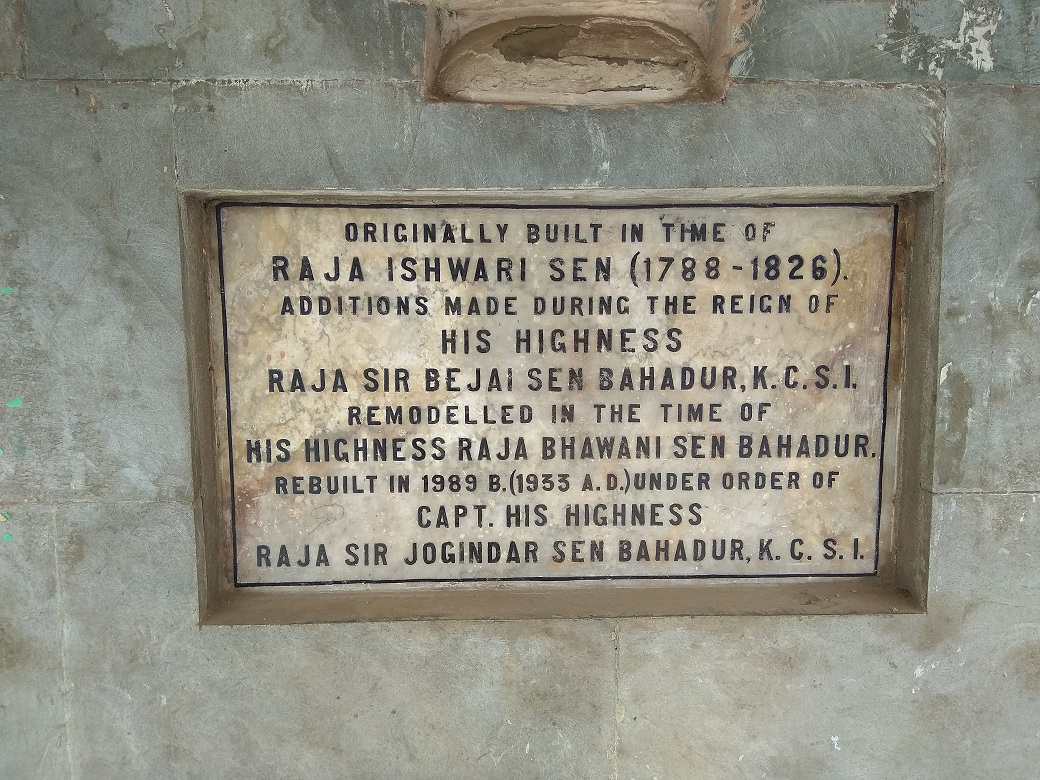 ORIGINALLY BUILT IN TIME OF
RAJA ISHWARI SEN (1788-1826).
ADDITIONS MADE DURING THE REIGN OF
HIS HIGHNESS
RAJA SIR BEJAI SEN BAHADUR, K.C.S.I.
REMODELLED IN THE TIME OF
HIS HIGHNESS RAJA BHAWANI SEN BAHADUR.
REBUILT IN 1989 B.(1933 A.D.)UNDER ORDER OF
CAPT. HIS HIGHNESS
RAJA SIR JOGINDAR SEN BAHADUR, K.C.S.I.